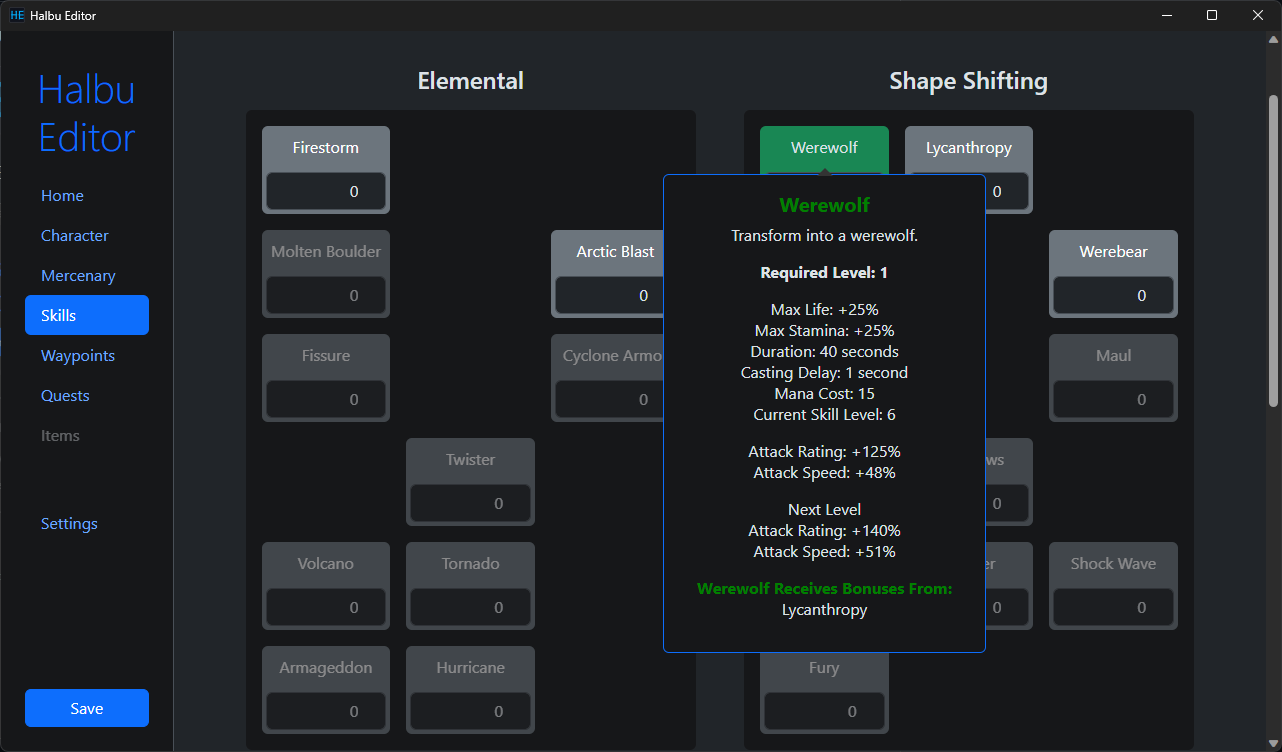 HE Halbu Editor
Halbu
Editor
Home
Character
Mercenary
Skills
Waypoints
Quests
Items
Settings
Save
Elemental
Firestorm
0
Molten Boulder
0
Arctic Blast
0
Fissure
0
Cyclone Armo
0
Twister
0
Volcano
0
Tornado
0
Armageddon
0
Hurricane
0
Shape Shifting
Werewolf
Lycanthropy
0
Werebear
0
Maul
0
ws
0
er
0
Shock Wave
0
Fury
0
Werewolf
Transform into a werewolf.
Required Level: 1
Max Life: +25%
Max Stamina: +25%
Duration: 40 seconds
Casting Delay: 1 second
Mana Cost: 15
Current Skill Level: 6
Attack Rating: +125%
Attack Speed: +48%
Next Level
Attack Rating: +140%
Attack Speed: +51%
Werewolf Receives Bonuses From:
Lycanthropy